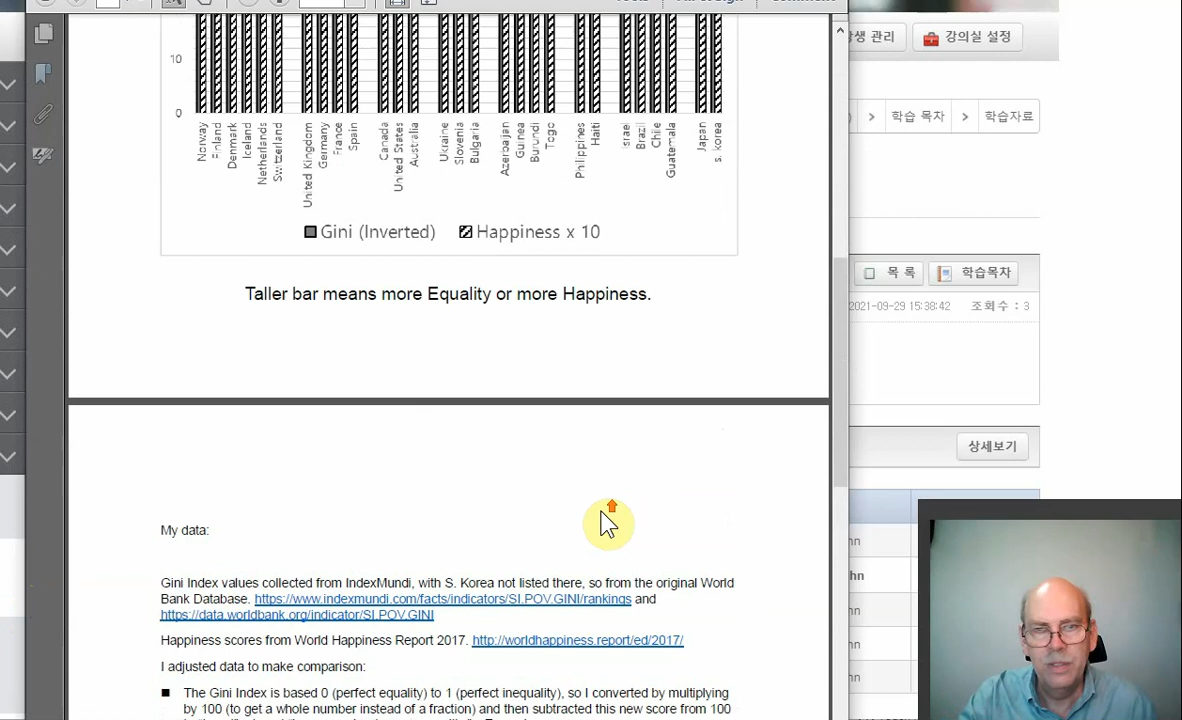 강의실 설정
생 관리
학습 목차
학습자료
목 록
학습목차
2021-09-29 15:38:42 조회수 : 3
상세보기
hn
hn
hn
hn
hn
10
0
Norway
Finland
Denmark
Iceland
Netherlands
Switzerland
United Kingdom
Germany
France
Spain
Canada
United States
Australia
Ukraine
Slovenia
Bulgaria
Azerbaijan
Guinea
Burundi
Togo
Philippines
Haiti
Israel
Brazil
Chile
Guatemala
Japan
s. korea
Gini (Inverted) Happiness x 10
Taller bar means more Equality or more Happiness.
My data:
Gini Index values collected from IndexMundi, with S. Korea not listed there, so from the original World
Bank Database. https://www.indexmundi.com/facts/indicators/SI.POV.GINI/rankings and
https://data.worldbank.org/indicator/SI.POV.GINI
Happiness scores from World Happiness Report 2017. http://worldhappiness.report/ed/2017/
I adjusted data to make comparison:
■ The Gini Index is based 0 (perfect equality) to 1 (perfect inequality), so I converted by multiplying
by 100 (to get a whole number instead of a fraction) and then subtracted this new score from 100